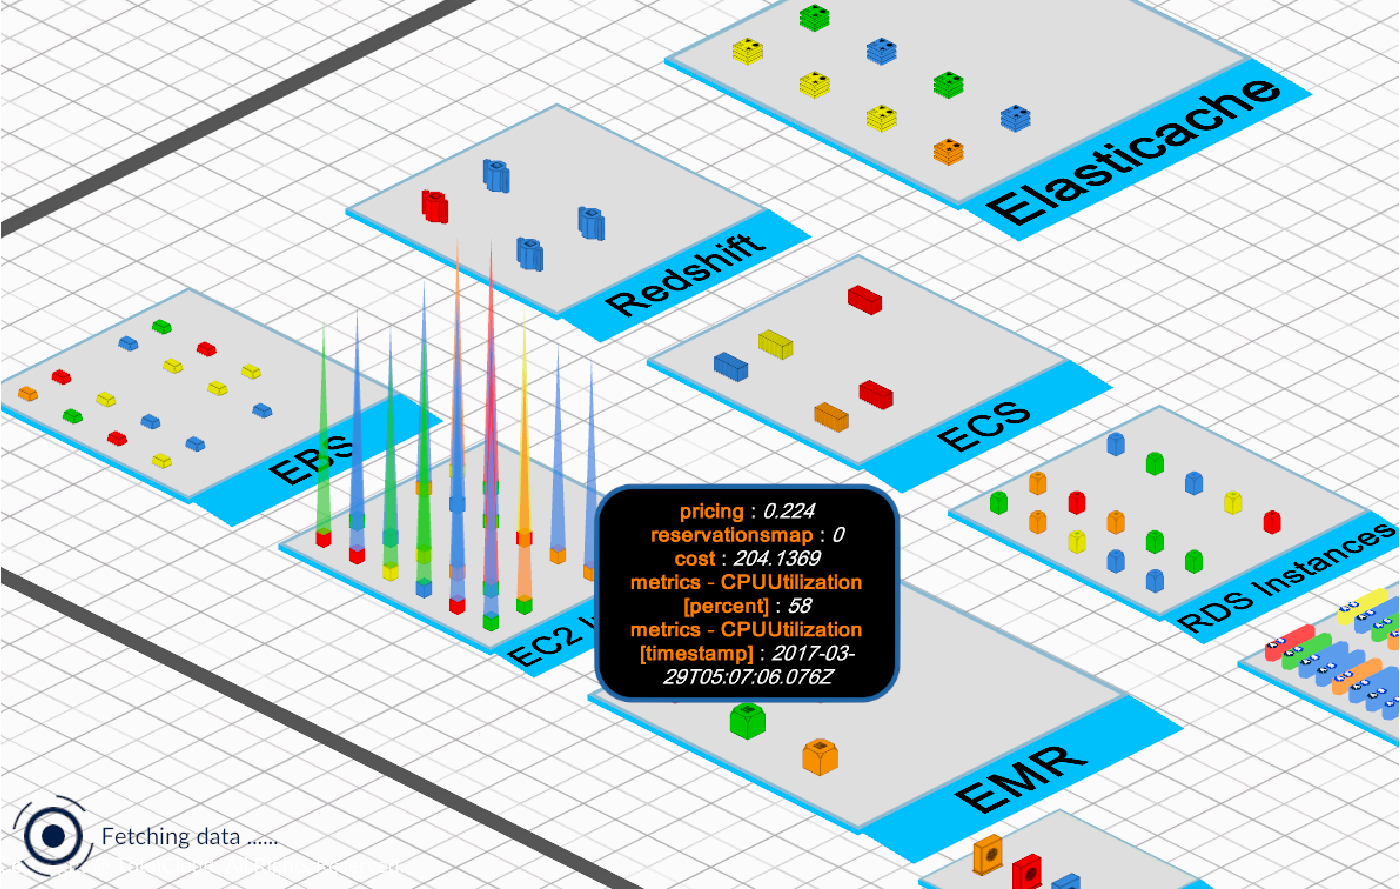 Elasticache
Redshift
ECS
EBS
RDS Instances
EC2
pricing : 0.224
reservationsmap : 0
cost : 204.1369
metrics - CPUUtilization
[percent] : 58
metrics - CPUUtilization
[timestamp] : 2017-03-
29T05:07:06.076Z
EMR
Fetching data ......